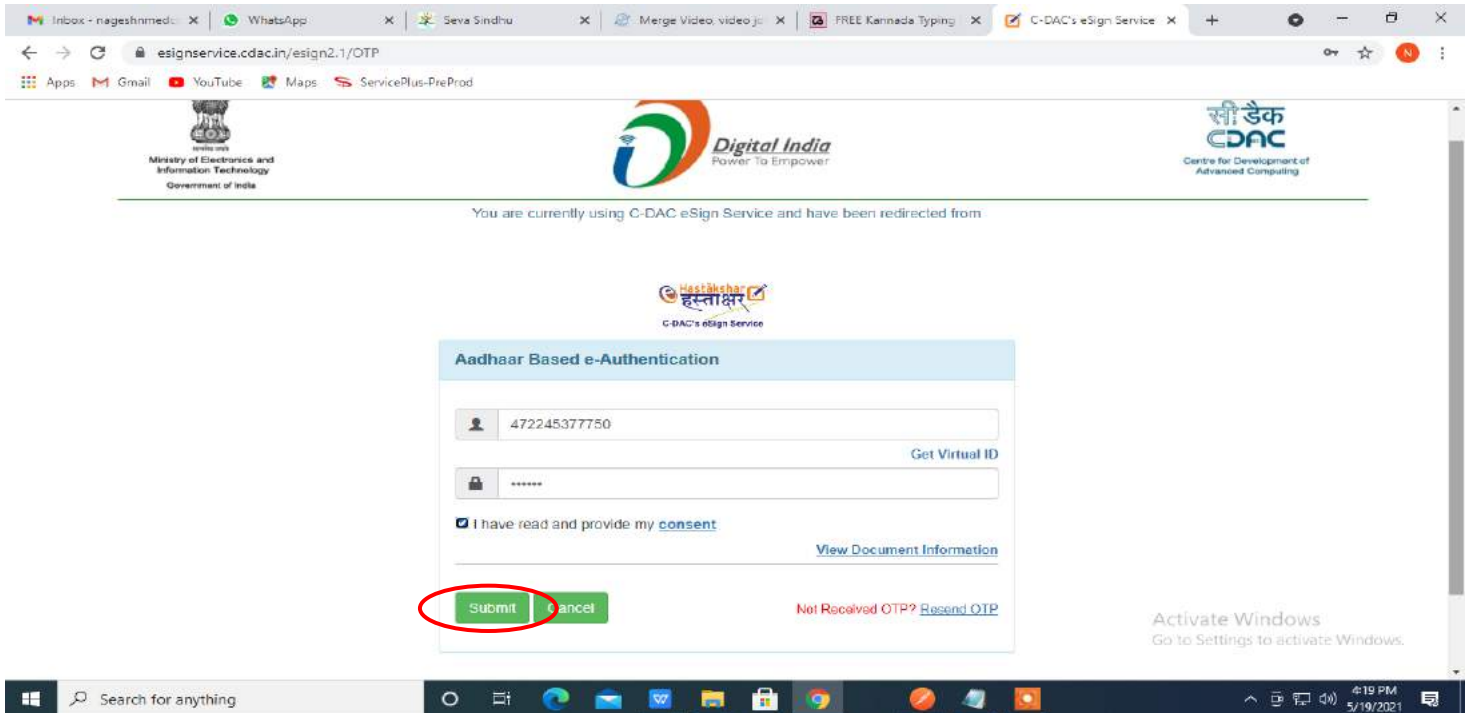 Inbox - nageshnmedc
WhatsApp
Seva Sindhu
Merge Video, video jo
FREE Kannada Typing
C-DAC's eSign Service
esignservice.cdac.in/esign2.1/OTP
N
Apps
Gmail
YouTube
Maps
ServicePlus-PreProd
Ministry of Electronics and
Information Technology
Government of India
Digital India
Power To Empower
सी डैक
CDAC
Centre for Development of
Advanced Computing
You are currently using C-DAC eSign Service and have been redirected from
Hastākshar
हस्ताक्षर
C-DAC's eSign Service
Aadhaar Based e-Authentication
472245377750
Get Virtual ID
I have read and provide my consent
View Document Information
Submit
Cancel
Not Received OTP? Resend OTP
Activate Windows
Go to Settings to activate Windows.
Search for anything
4:19 PM
5/19/2021